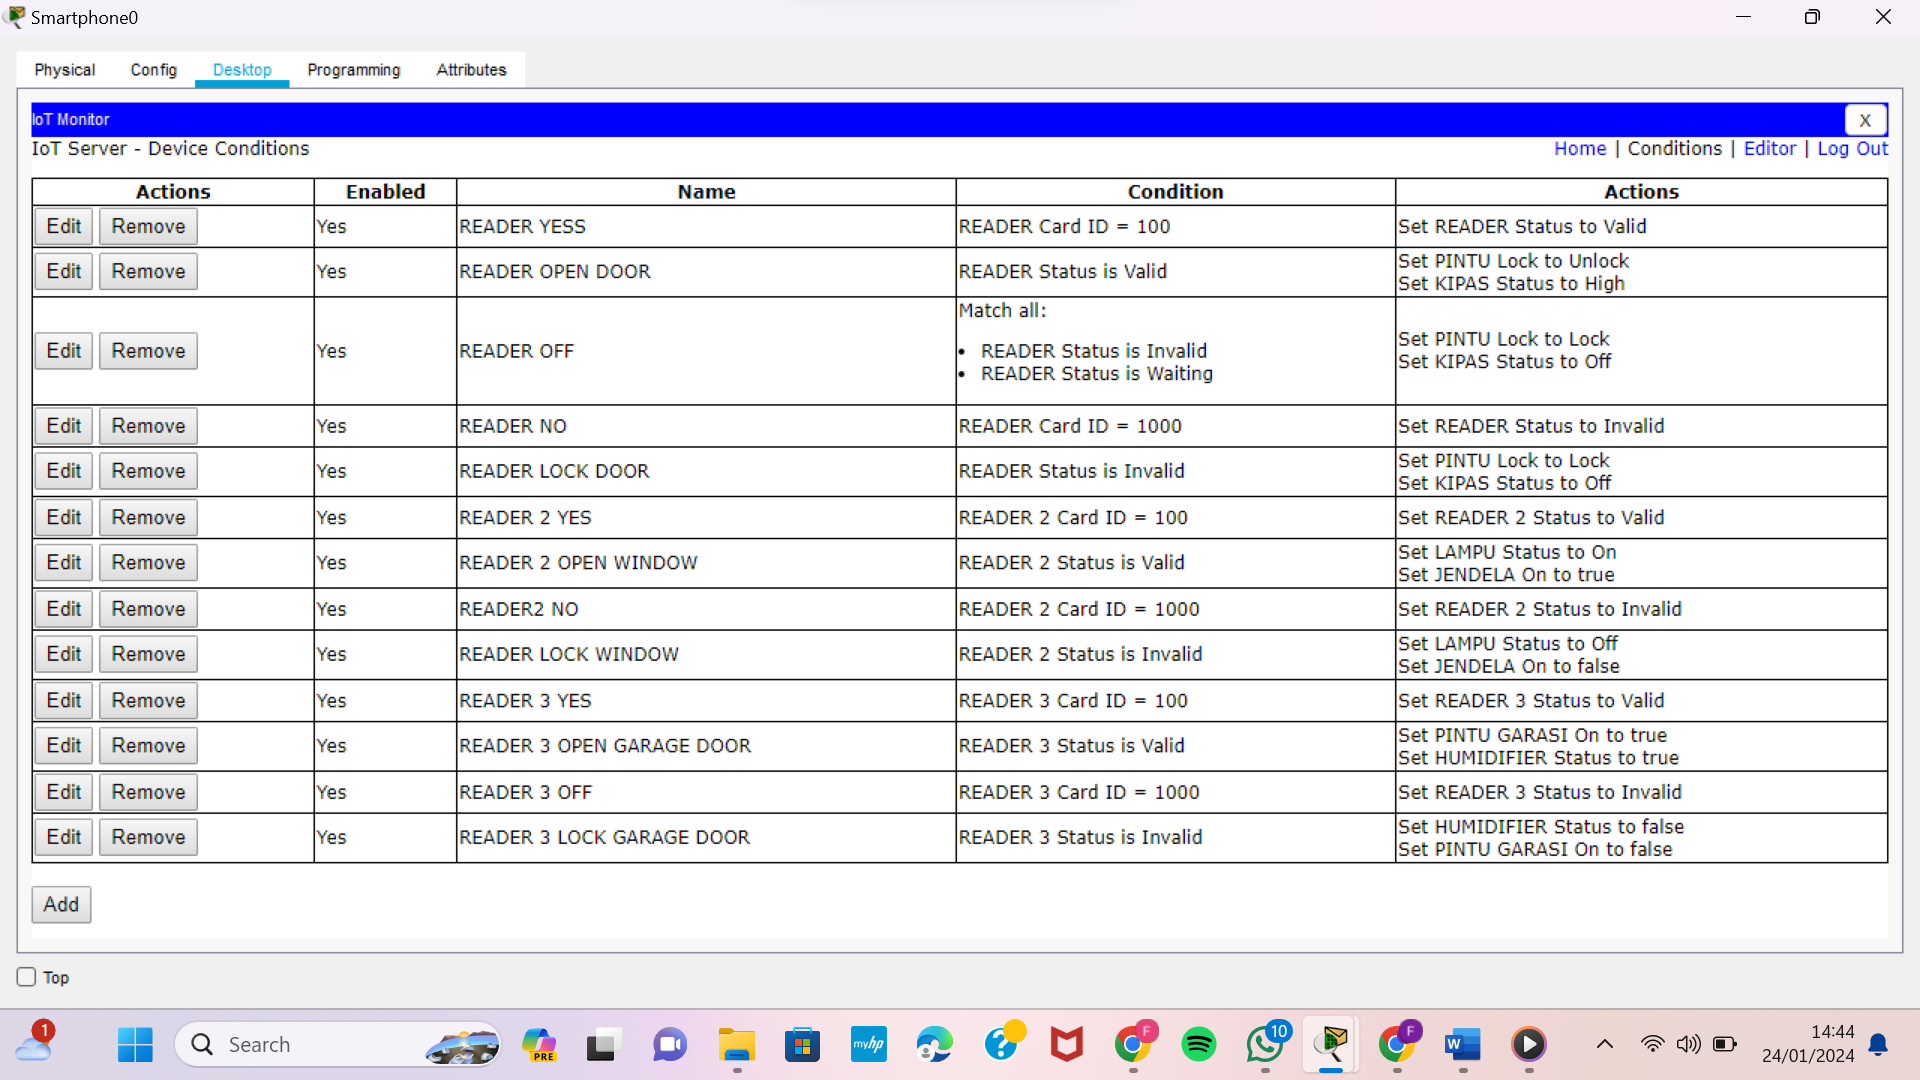 Smartphone0
Physical Config Desktop Programming Attributes
IoT Monitor X
IoT Server - Device Conditions Home | Conditions | Editor | Log Out
Actions Enabled Name Condition Actions
Edit Remove Yes READER YESS READER Card ID = 100 Set READER Status to Valid
Edit Remove Yes READER OPEN DOOR READER Status is Valid Set PINTU Lock to Unlock
Set KIPAS Status to High
Edit Remove Yes READER OFF Match all:
• READER Status is Invalid
• READER Status is Waiting
Set PINTU Lock to Lock
Set KIPAS Status to Off
Edit Remove Yes READER NO READER Card ID = 1000 Set READER Status to Invalid
Edit Remove Yes READER LOCK DOOR READER Status is Invalid Set PINTU Lock to Lock
Set KIPAS Status to Off
Edit Remove Yes READER 2 YES READER 2 Card ID = 100 Set READER 2 Status to Valid
Edit Remove Yes READER 2 OPEN WINDOW READER 2 Status is Valid Set LAMPU Status to On
Set JENDELA On to true
Edit Remove Yes READER2 NO READER 2 Card ID = 1000 Set READER 2 Status to Invalid
Edit Remove Yes READER LOCK WINDOW READER 2 Status is Invalid Set LAMPU Status to Off
Set JENDELA On to false
Edit Remove Yes READER 3 YES READER 3 Card ID = 100 Set READER 3 Status to Valid
Edit Remove Yes READER 3 OPEN GARAGE DOOR READER 3 Status is Valid Set PINTU GARASI On to true
Set HUMIDIFIER Status to true
Edit Remove Yes READER 3 OFF READER 3 Card ID = 1000 Set READER 3 Status to Invalid
Edit Remove Yes READER 3 LOCK GARAGE DOOR READER 3 Status is Invalid Set HUMIDIFIER Status to false
Set PINTU GARASI On to false
Add
Top
1 Search PRE myhp F 10 F W 14:44
24/01/2024